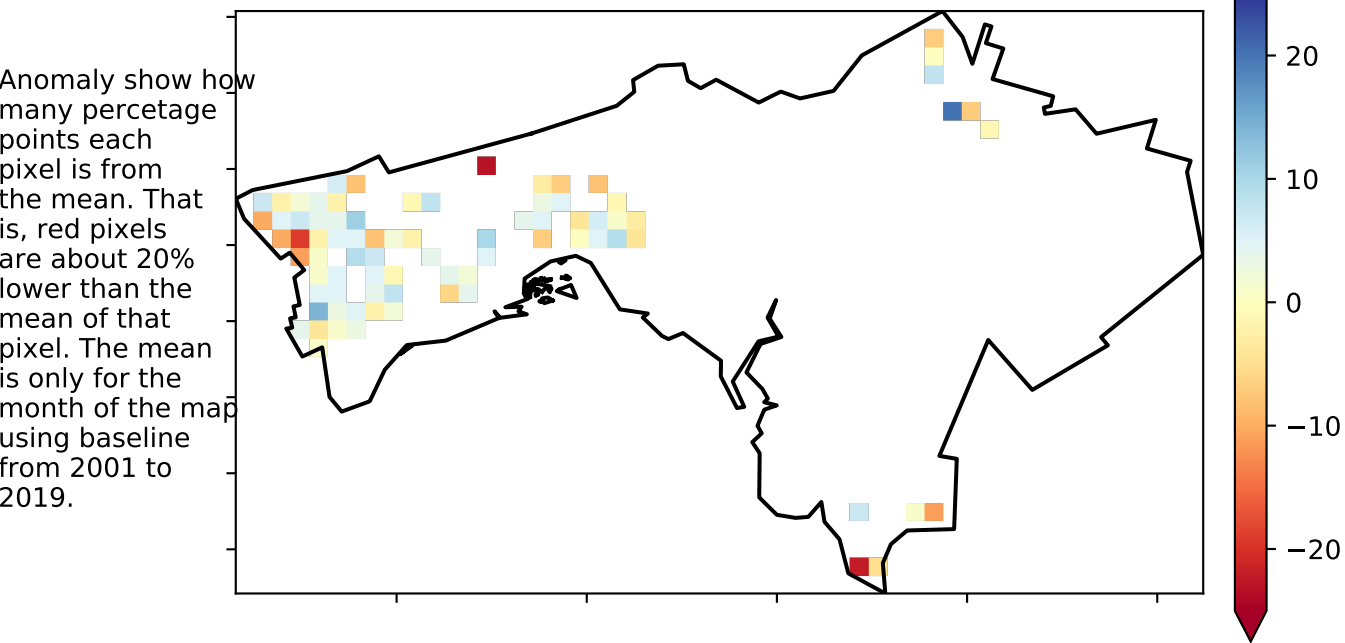 Anomaly show how
many percetage
points each
pixel is from
the mean. That
is, red pixels
are about 20%
lower than the
mean of that
pixel. The mean
is only for the
month of the map
using baseline
from 2001 to
2019.
20
10
0
−10
−20